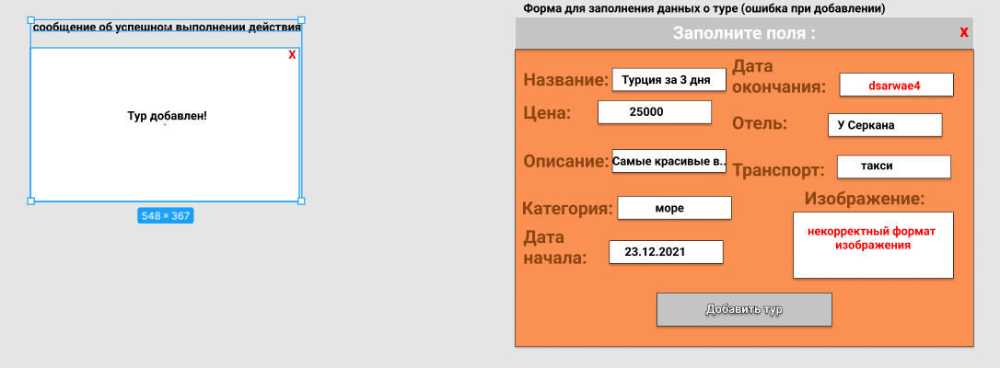 сообщение об успешном выполнении действия
X
Тур добавлен!
548 × 367
Форма для заполнения данных о туре (ошибка при добавлении)
Заполните поля :
X
Название:
Турция за 3 дня
Дата
окончания:
dsarwae4
Цена:
25000
Отель:
У Серкана
Описание:
Самые красивые в..
Транспорт:
такси
Категория:
море
Изображение:
некорректный формат
изображения
Дата
начала:
23.12.2021
Добавить тур